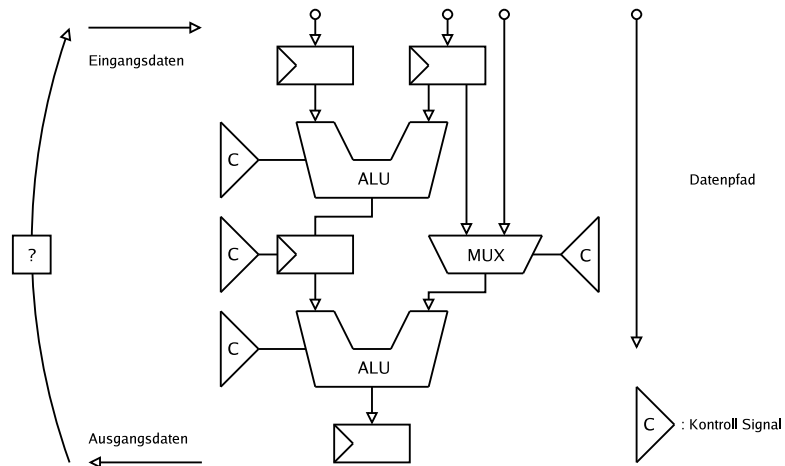 Eingangsdaten
C
ALU
Datenpfad
?
C
MUX
C
C
ALU
Ausgangsdaten
C : Kontroll Signal